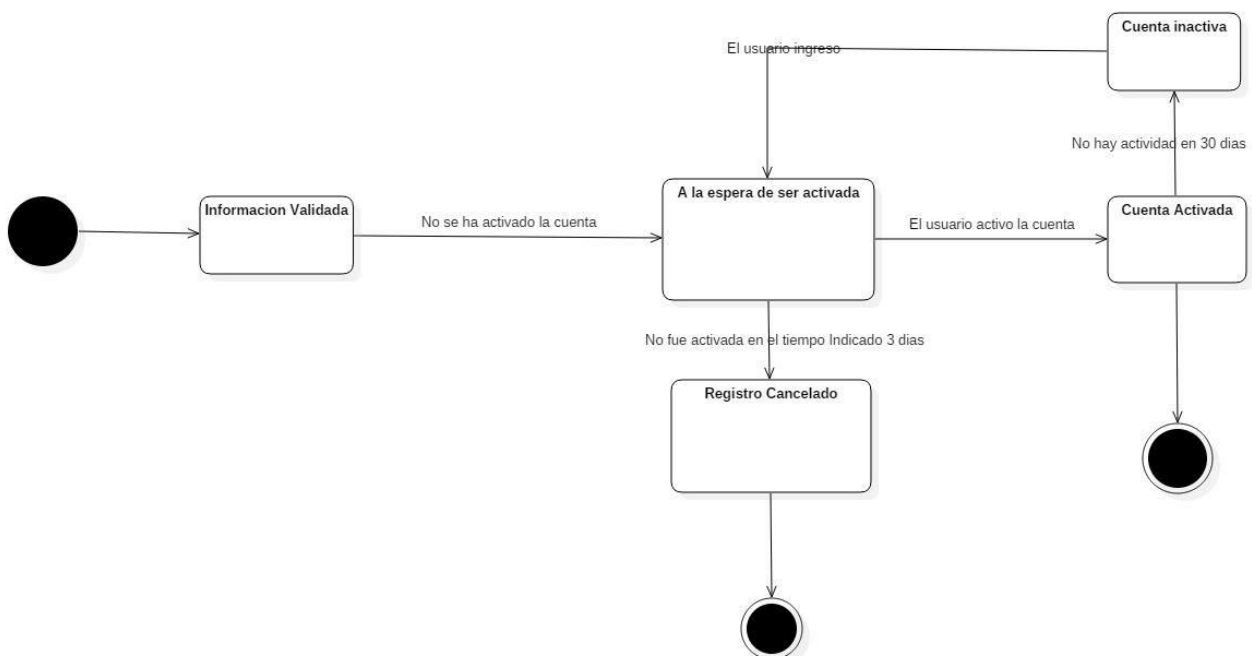 Cuenta inactiva
El usuario ingreso
No hay actividad en 30 dias
Informacion Validada
No se ha activado la cuenta
A la espera de ser activada
El usuario activo la cuenta
Cuenta Activada
No fue activada en el tiempo Indicado 3 dias
Registro Cancelado